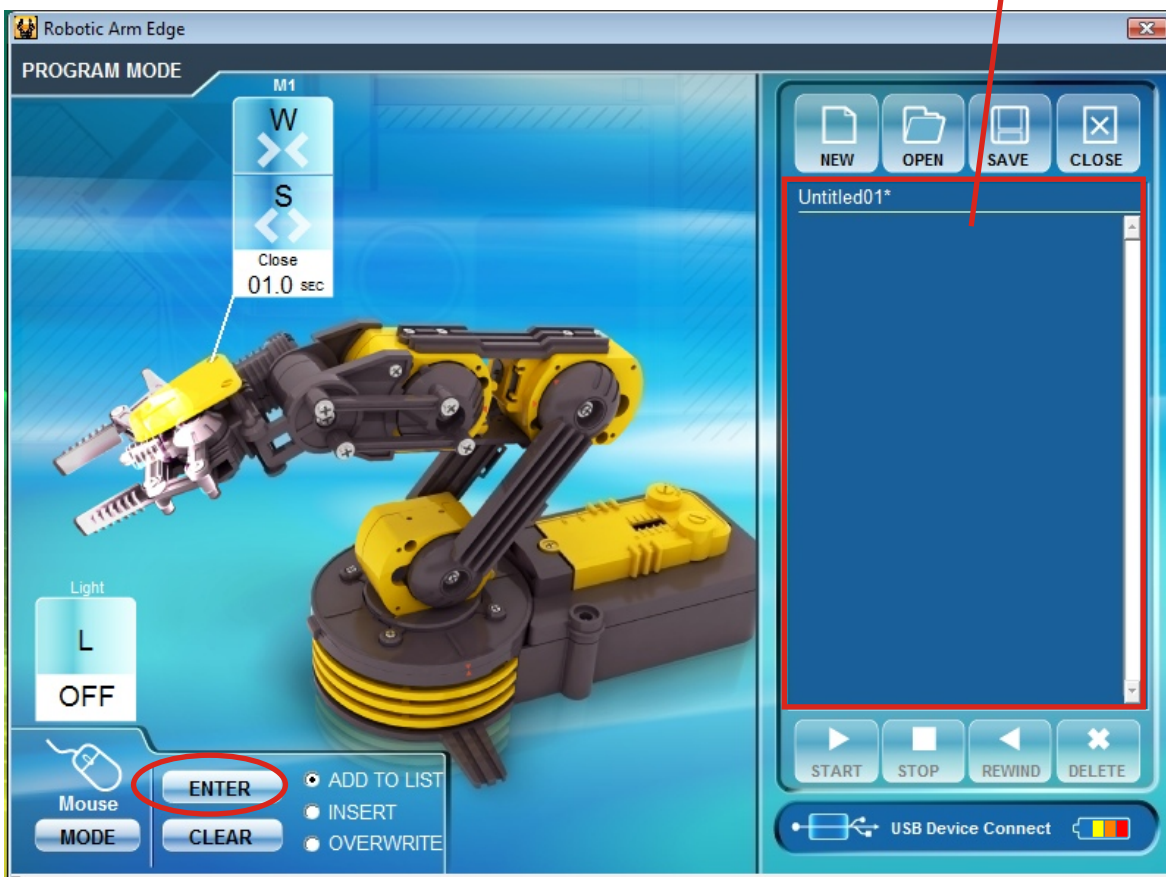 Robotic Arm Edge
PROGRAM MODE
M1
W
S
Close
01.0 SEC
Light
L
OFF
Mouse
MODE
ENTER
CLEAR
ADD TO LIST
INSERT
OVERWRITE
NEW OPEN SAVE CLOSE
Untitled01*
START STOP REWIND DELETE
USB Device Connect